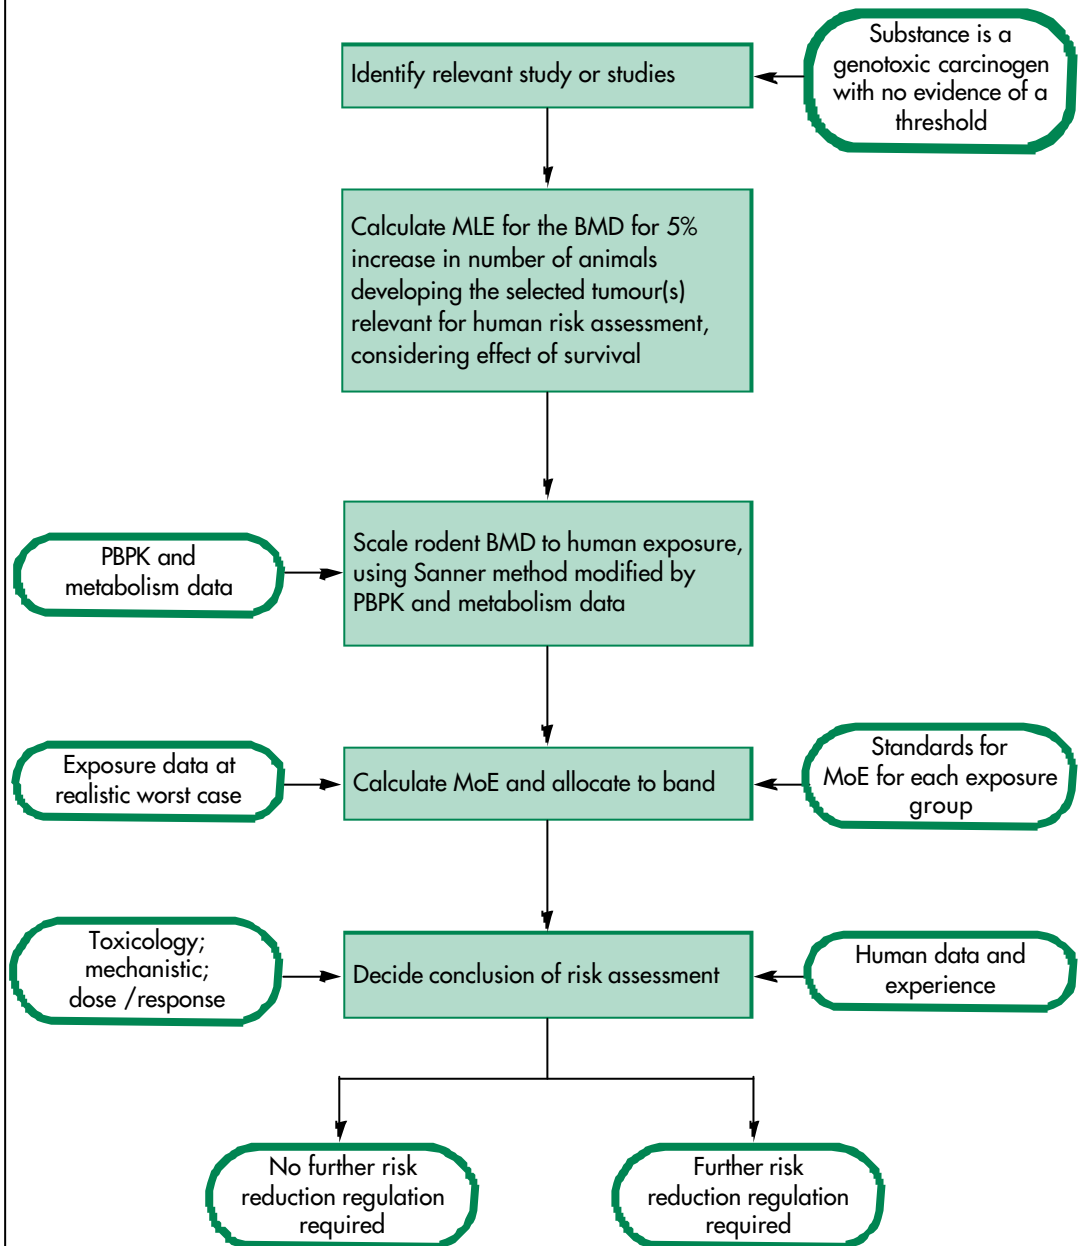 Substance is a
genotoxic carcinogen
with no evidence of a
threshold
Identify relevant study or studies
Calculate MLE for the BMD for 5%
increase in number of animals
developing the selected tumour(s)
relevant for human risk assessment,
considering effect of survival
PBPK and
metabolism data
Scale rodent BMD to human exposure,
using Sanner method modified by
PBPK and metabolism data
Exposure data at
realistic worst case
Calculate MoE and allocate to band
Standards for
MoE for each exposure
group
Toxicology;
mechanistic;
dose /response
Decide conclusion of risk assessment
Human data and
experience
No further risk
reduction regulation
required
Further risk
reduction regulation
required